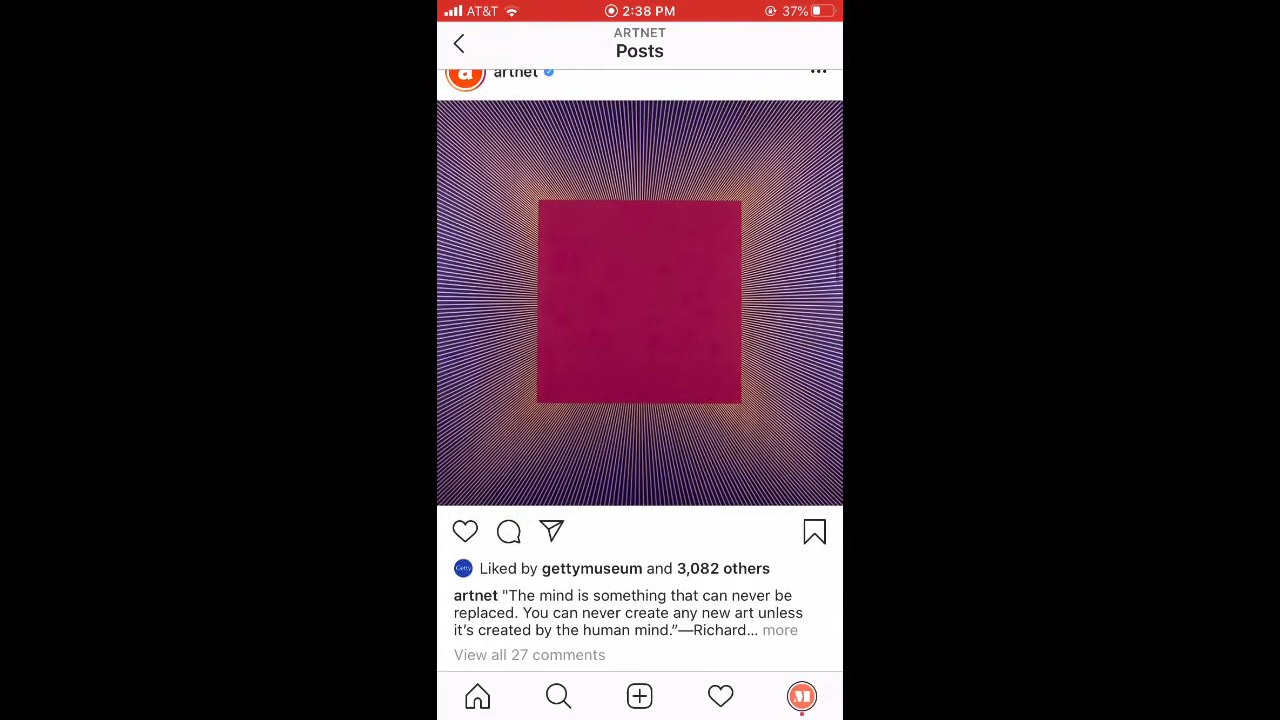 AT&T 2:38 PM 37%
ARTNET
Posts
artnet
Liked by gettymuseum and 3,082 others
artnet "The mind is something that can never be
replaced. You can never create any new art unless
it’s created by the human mind.”—Richard... more
View all 27 comments